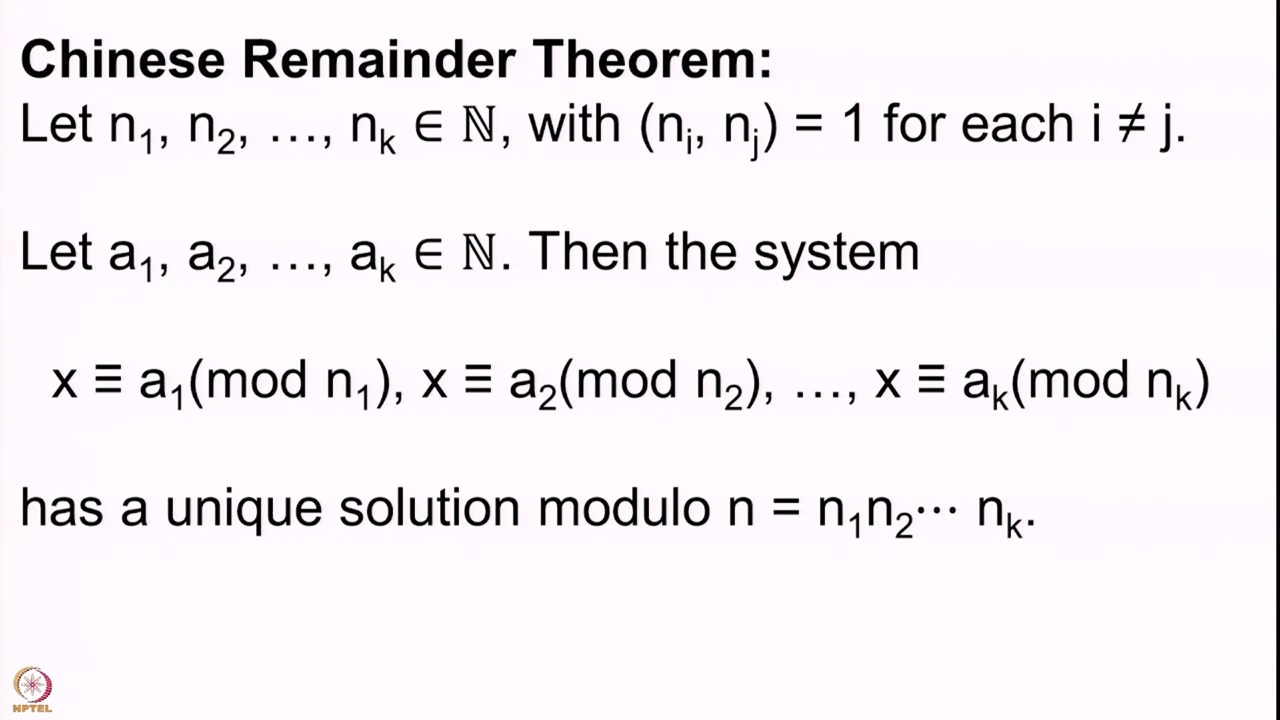 Chinese Remainder Theorem:
Let n₁, n₂, …, nₖ ∈ ℕ, with (nᵢ, nⱼ) = 1 for each i ≠ j.
Let a₁, a₂, …, aₖ ∈ ℕ. Then the system
x ≡ a₁(mod n₁), x ≡ a₂(mod n₂), …, x ≡ aₖ(mod nₖ)
has a unique solution modulo n = n₁n₂⋯ nₖ.
NPTEL